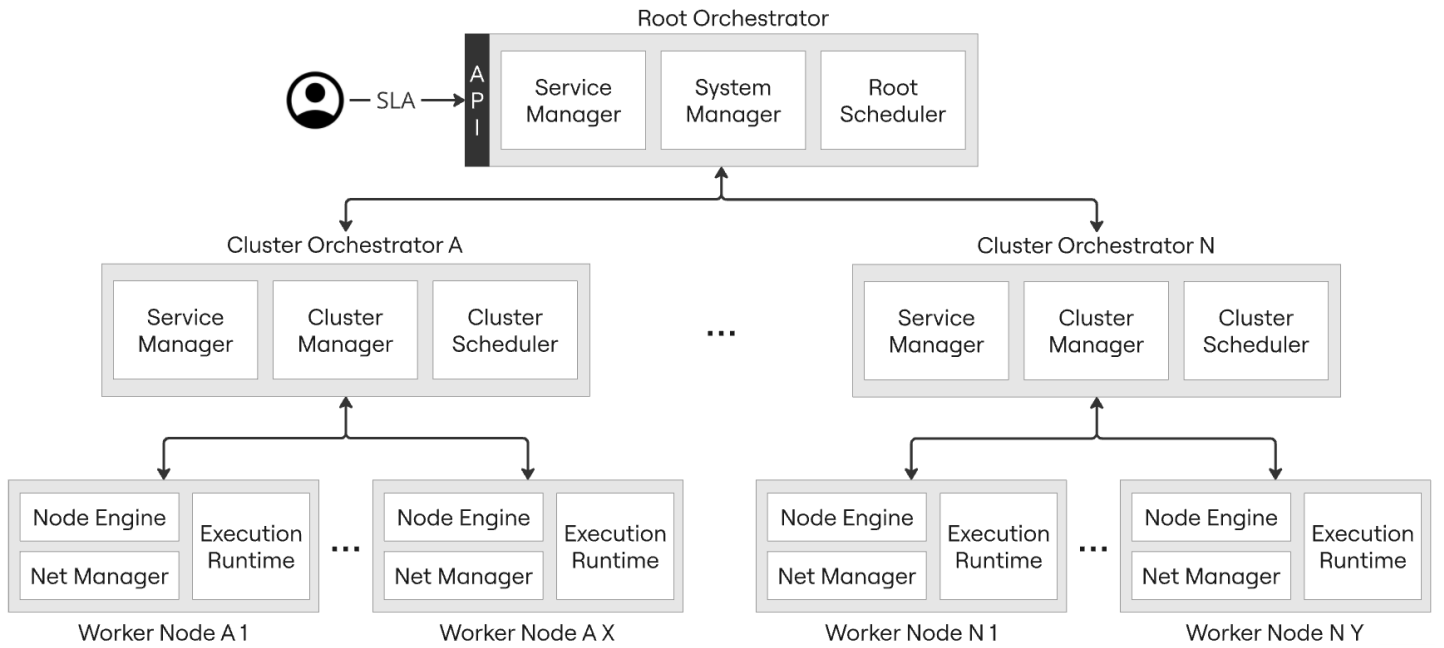 Root Orchestrator
SLA
A
P
I
Service
Manager
System
Manager
Root
Scheduler
Cluster Orchestrator A
Service
Manager
Cluster
Manager
Cluster
Scheduler
...
Cluster Orchestrator N
Service
Manager
Cluster
Manager
Cluster
Scheduler
Node Engine
Net Manager
Execution
Runtime
Worker Node A 1
...
Node Engine
Net Manager
Execution
Runtime
Worker Node A X
Node Engine
Net Manager
Execution
Runtime
Worker Node N 1
...
Node Engine
Net Manager
Execution
Runtime
Worker Node N Y